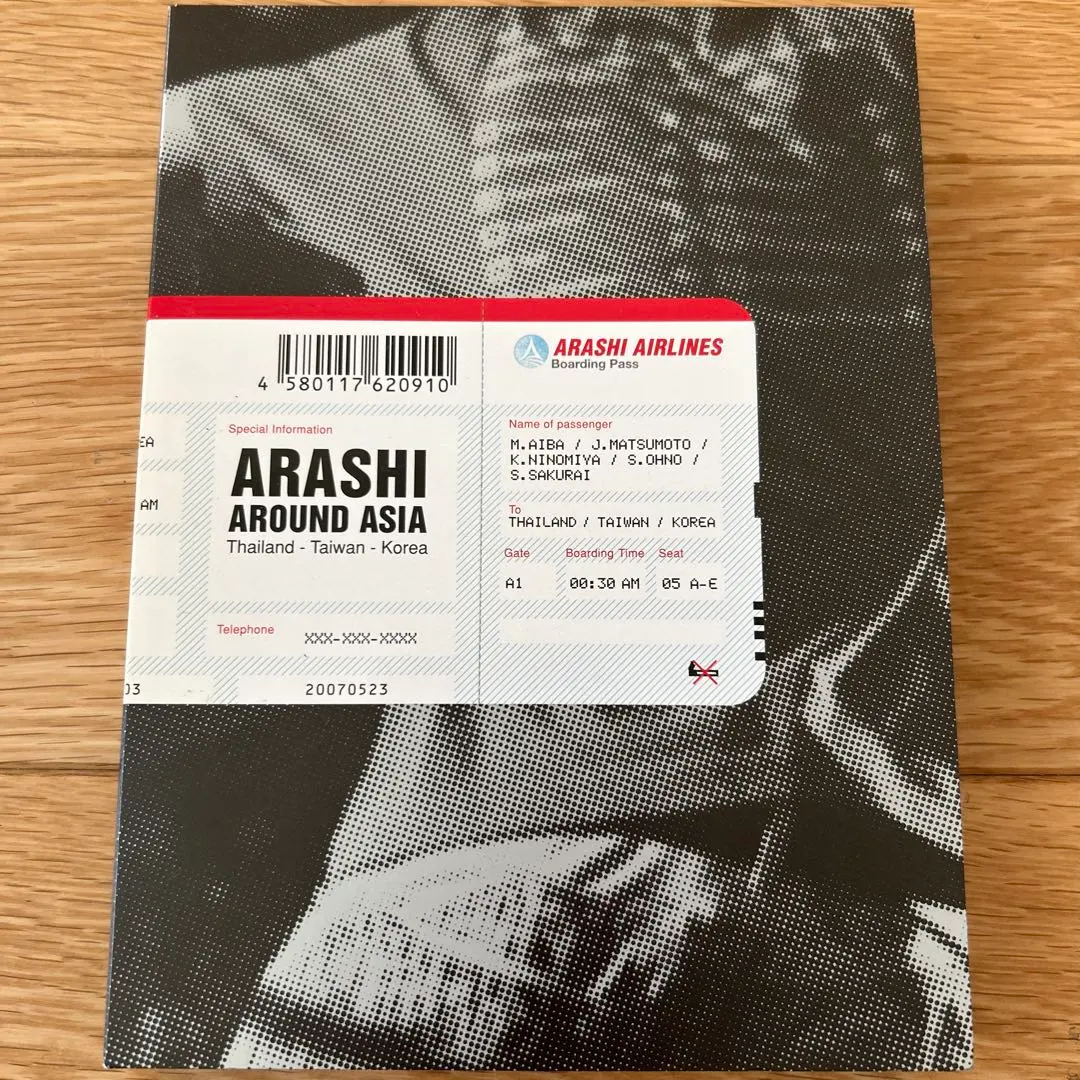 4 580117 620910
EA
AM
03
Special Information
ARASHI
AROUND ASIA
Thailand - Taiwan - Korea
Telephone
XXX-XXX-XXXX
20070523
ARASHI AIRLINES
Boarding Pass
Name of passenger
M.AIBA / J.MATSUMOTO /
K.NINOMIYA / S.OHNO /
S.SAKURAI
To
THAILAND / TAIWAN / KOREA
Gate Boarding Time Seat
A1 00:30 AM 05 A-E